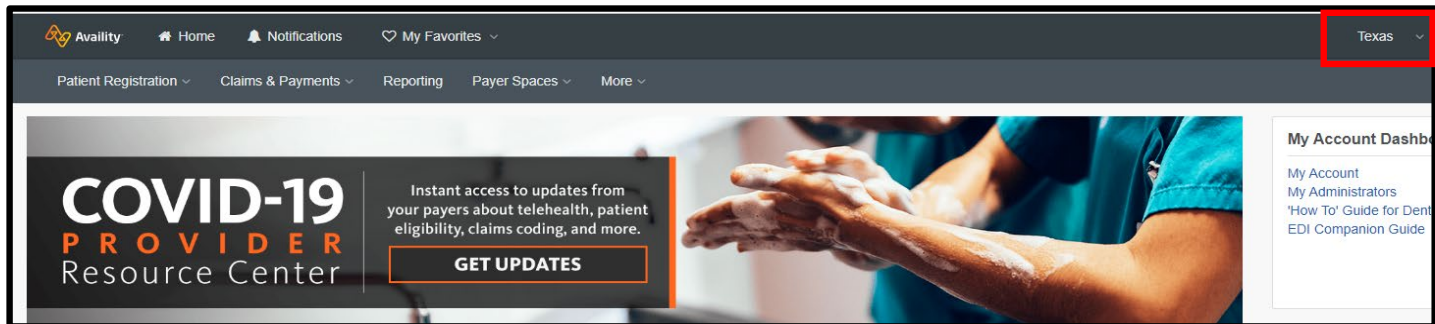 Availity Home Notifications My Favorites Texas
Patient Registration Claims & Payments Reporting Payer Spaces More
COVID-19
PROVIDER
Resource Center
Instant access to updates from
your payers about telehealth, patient
eligibility, claims coding, and more.
GET UPDATES
My Account Dashbo
My Account
My Administrators
'How To' Guide for Dent
EDI Companion Guide